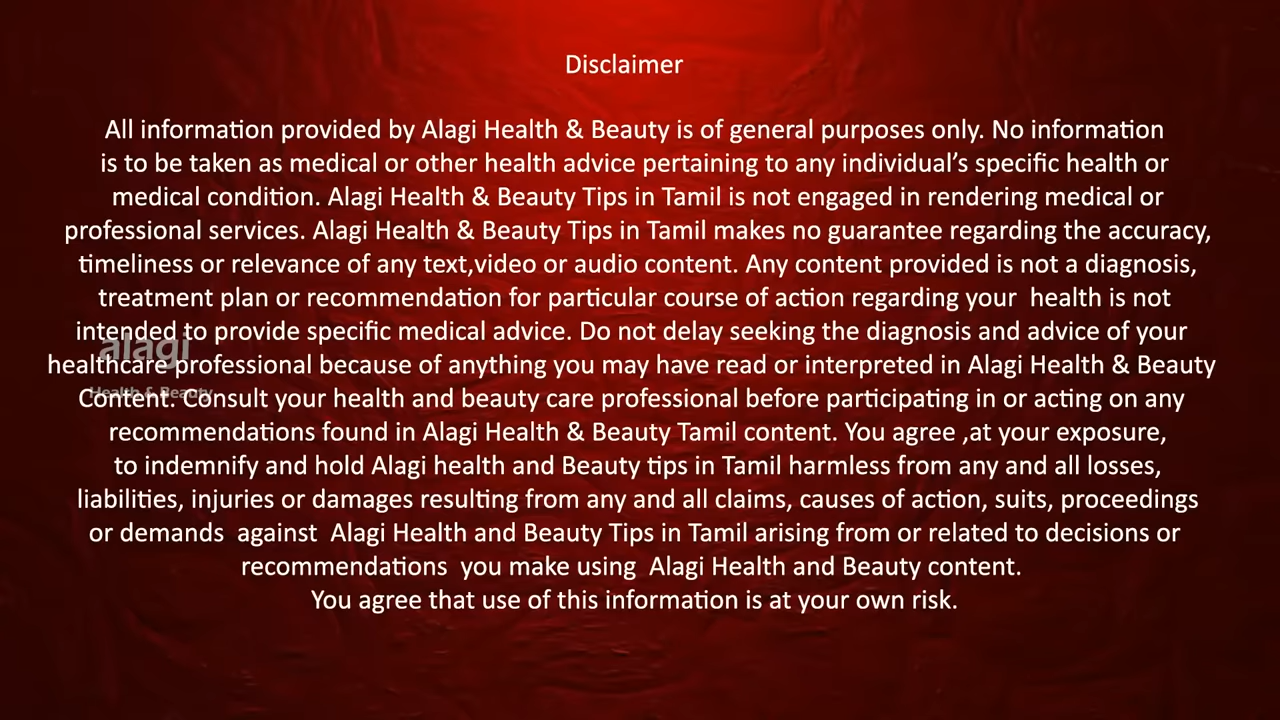 Disclaimer
All information provided by Alagi Health & Beauty is of general purposes only. No information
is to be taken as medical or other health advice pertaining to any individual’s specific health or
medical condition. Alagi Health & Beauty Tips in Tamil is not engaged in rendering medical or
professional services. Alagi Health & Beauty Tips in Tamil makes no guarantee regarding the accuracy,
timeliness or relevance of any text,video or audio content. Any content provided is not a diagnosis,
treatment plan or recommendation for particular course of action regarding your  health is not
intended to provide specific medical advice. Do not delay seeking the diagnosis and advice of your
alagi
healthcare professional because of anything you may have read or interpreted in Alagi Health & Beauty
Health & Beauty
Content. Consult your health and beauty care professional before participating in or acting on any
recommendations found in Alagi Health & Beauty Tamil content. You agree ,at your exposure,
to indemnify and hold Alagi health and Beauty tips in Tamil harmless from any and all losses,
liabilities, injuries or damages resulting from any and all claims, causes of action, suits, proceedings
or demands  against  Alagi Health and Beauty Tips in Tamil arising from or related to decisions or
recommendations  you make using  Alagi Health and Beauty content.
You agree that use of this information is at your own risk.